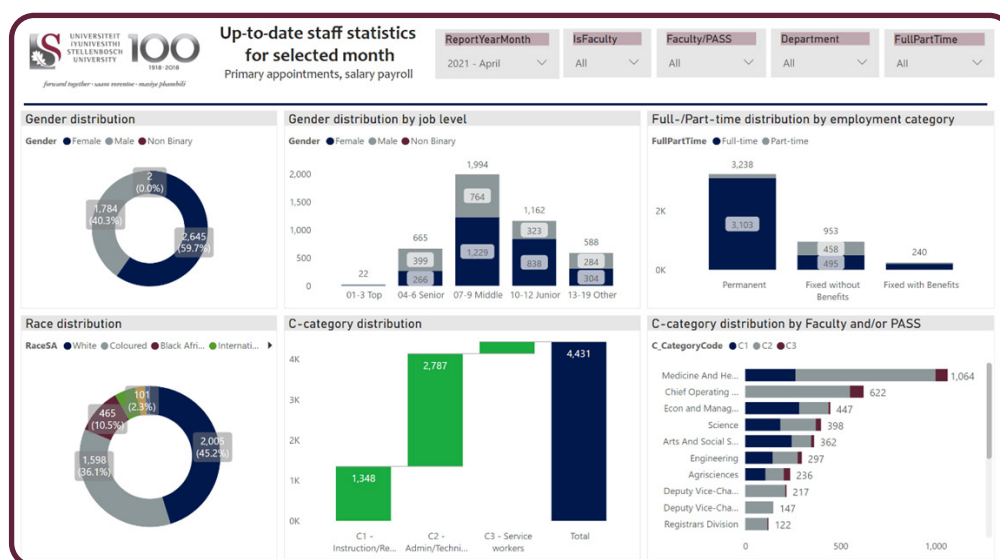 UNIVERSITEIT
IYUNIVESITHI
STELLENBOSCH
UNIVERSITY
100
1918·2018
forward together · saam vorentoe · masiye phambili
Up-to-date staff statistics
for selected month
Primary appointments, salary payroll
ReportYearMonth
2021 - April
IsFaculty
All
Faculty/PASS
All
Department
All
FullPartTime
All
Gender distribution
Gender Female Male Non Binary
2
(0.0%)
1,784
(40.3%)
2,645
(59.7%)
Gender distribution by job level
Gender Female Male Non Binary
2,000
1,500
1,000
500
0
22
665
399
266
1,994
764
1,229
1,162
323
838
588
284
304
01-3 Top 04-6 Senior 07-9 Middle 10-12 Junior 13-19 Other
Full-/Part-time distribution by employment category
FullPartTime Full-time Part-time
2K
0K
3,238
3,103
953
458
495
240
Permanent Fixed without Fixed with Benefits
Benefits
Race distribution
RaceSA White Coloured Black Afri... Internati...
101
(2.3%)
465
(10.5%)
1,598
(36.1%)
2,005
(45.2%)
C-category distribution
4K
3K
2K
1K
0K
1,348
2,787
4,431
C1 - C2 - C3 - Service Total
Instruction/Re... Admin/Techni... workers
C-category distribution by Faculty and/or PASS
C_CategoryCode C1 C2 C3
Medicine And He... 1,064
Chief Operating ... 622
Econ and Manag... 447
Science 398
Arts And Social S... 362
Engineering 297
Agrisciences 236
Deputy Vice-Cha... 217
Deputy Vice-Cha... 147
Registrars Division 122
0 500 1,000